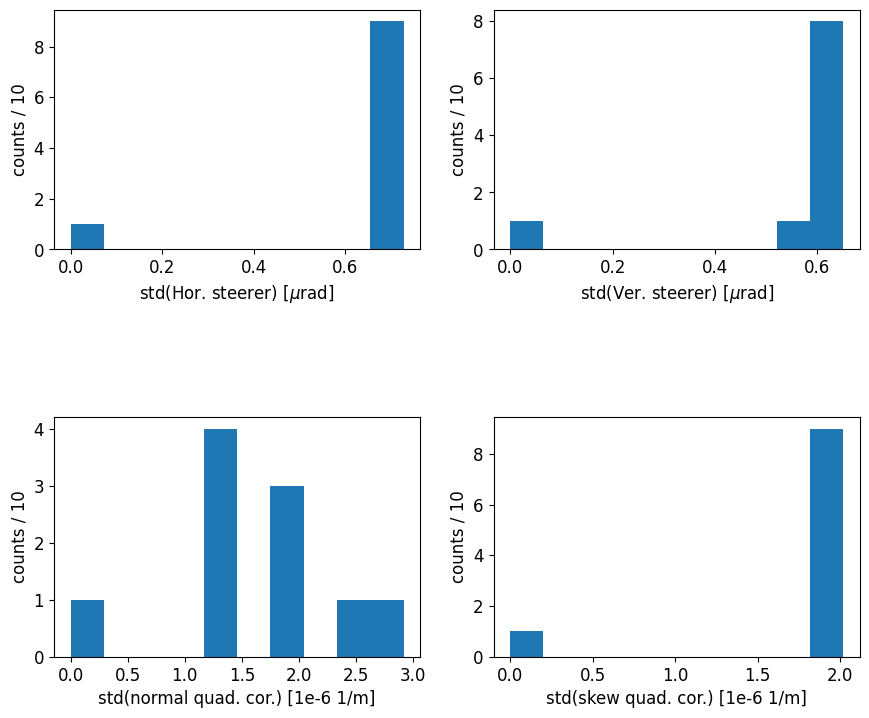 counts / 10
8
6
4
2
0
0.0 0.2 0.4 0.6
std(Hor. steerer) [μrad]
counts / 10
8
6
4
2
0
0.0 0.2 0.4 0.6
std(Ver. steerer) [μrad]
counts / 10
4
3
2
1
0
0.0 0.5 1.0 1.5 2.0 2.5 3.0
std(normal quad. cor.) [1e-6 1/m]
counts / 10
8
6
4
2
0
0.0 0.5 1.0 1.5 2.0
std(skew quad. cor.) [1e-6 1/m]